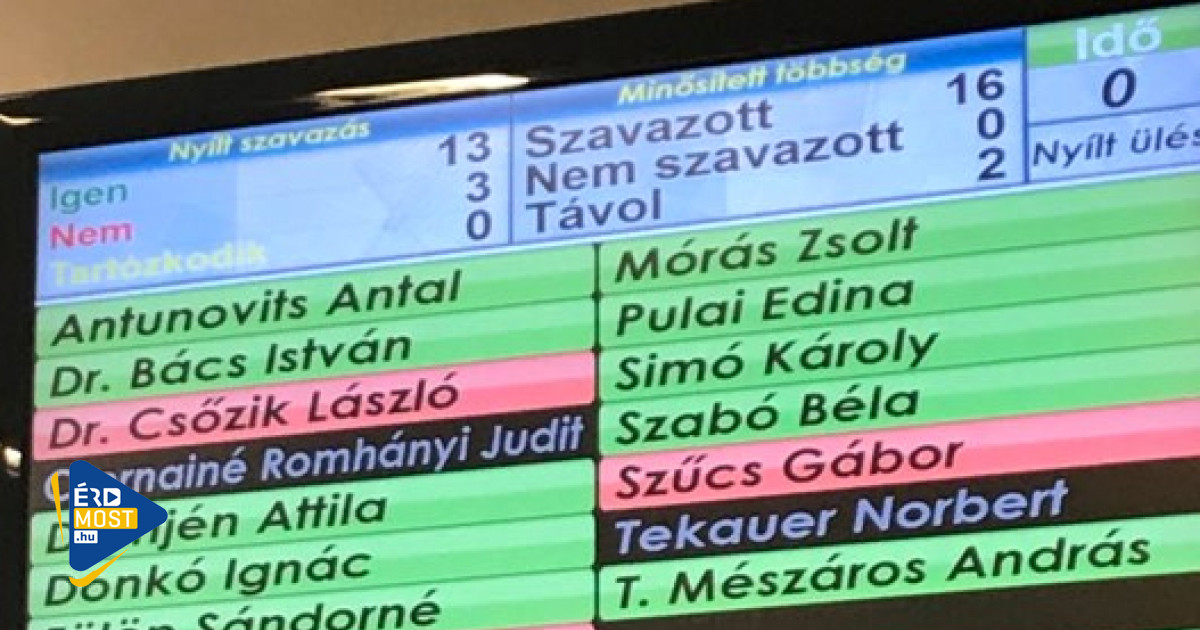 Nyílt szavazás
Igen 13
Nem 3
Tartózkodik 0
Minősített többség
Szavazott 16
Nem szavazott 0
Távol 2
Idő
0
Nyílt ülés
Antunovits Antal
Dr. Bács István
Dr. Csőzik László
Romhányi Judit
Attila
Donkó Ignác
Sándorné
Mórás Zsolt
Pulai Edina
Simó Károly
Szabó Béla
Szűcs Gábor
Tekauer Norbert
T. Mészáros András
ÉRD
MOST
.hu